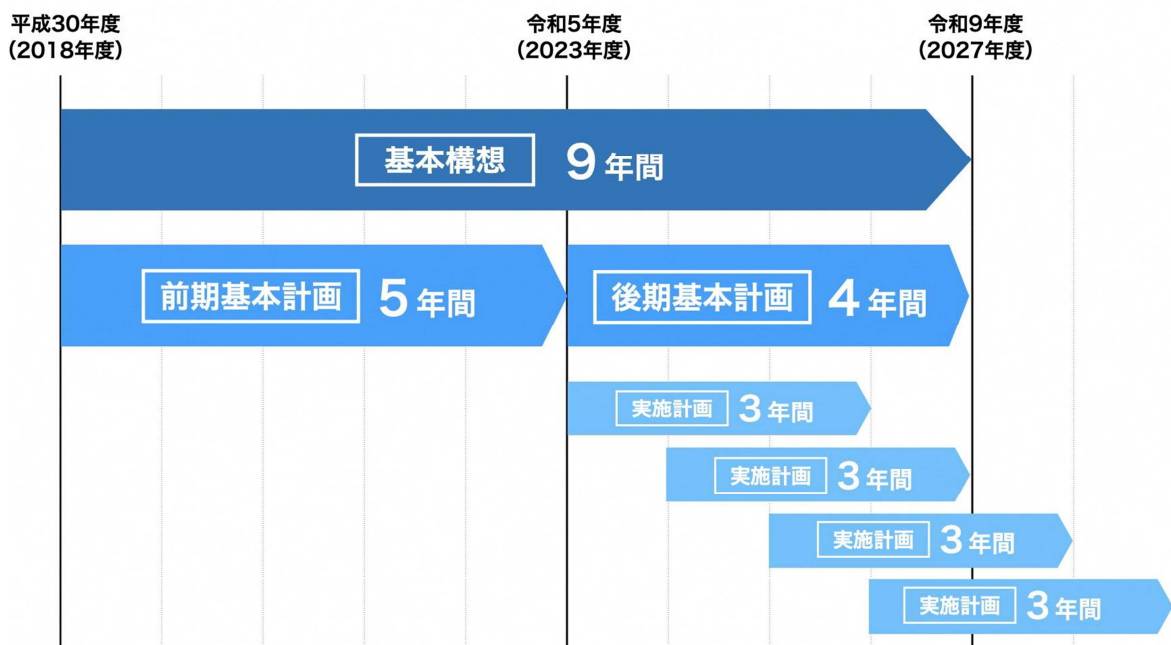 平成30年度
（2018年度）
令和5年度
（2023年度）
令和9年度
（2027年度）
基本構想 9年間
前期基本計画 5年間
後期基本計画 4年間
実施計画 3年間
実施計画 3年間
実施計画 3年間
実施計画 3年間